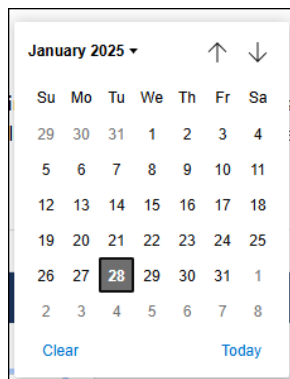 January 2025
Su Mo Tu We Th Fr Sa
29 30 31 1 2 3 4
5 6 7 8 9 10 11
12 13 14 15 16 17 18
19 20 21 22 23 24 25
26 27 28 29 30 31 1
2 3 4 5 6 7 8
Clear Today